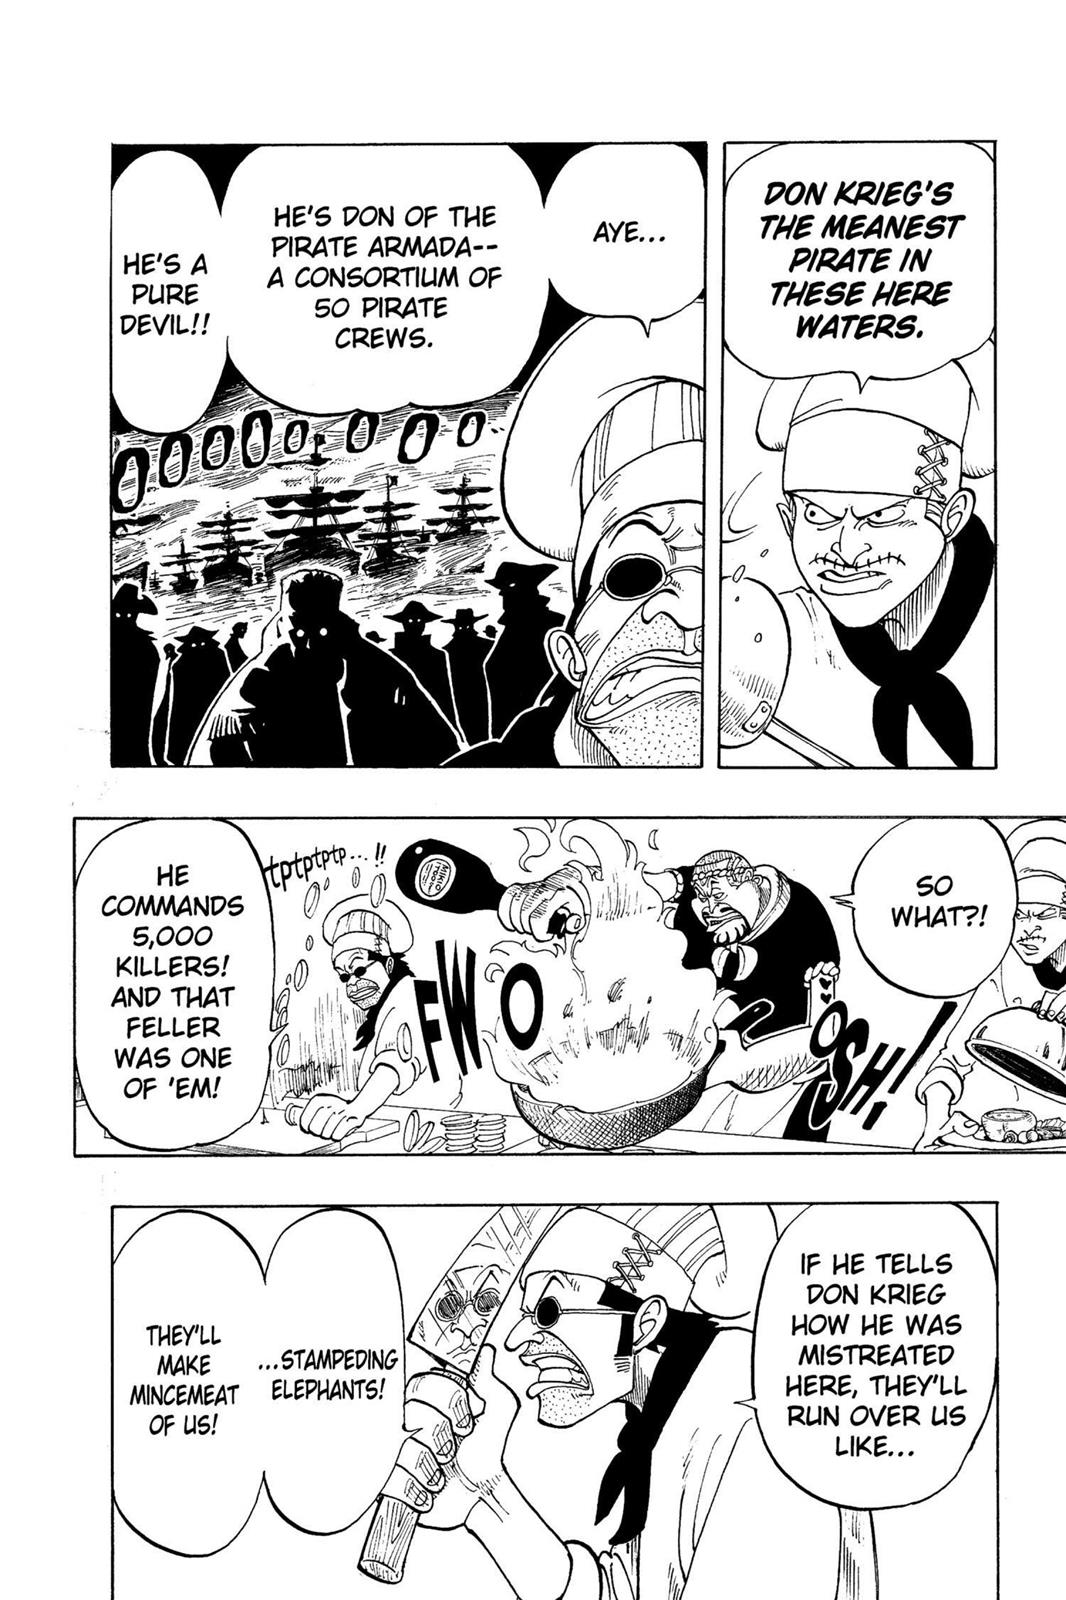 DON KRIEG'S
THE MEANEST
PIRATE IN
THESE HERE
WATERS.
AYE...
HE'S DON OF THE
PIRATE ARMADA--
A CONSORTIUM OF
50 PIRATE
CREWS.
HE'S A
PURE
DEVIL!!
OOOOOOOO
SO
WHAT?!
FWOOSH!
tptptptp...!!
HE
COMMANDS
5,000
KILLERS!
AND THAT
FELLER
WAS ONE
OF 'EM!
IF HE TELLS
DON KRIEG
HOW HE WAS
MISTREATED
HERE, THEY'LL
RUN OVER US
LIKE...
...STAMPEDING
ELEPHANTS!
THEY'LL
MAKE
MINCEMEAT
OF US!